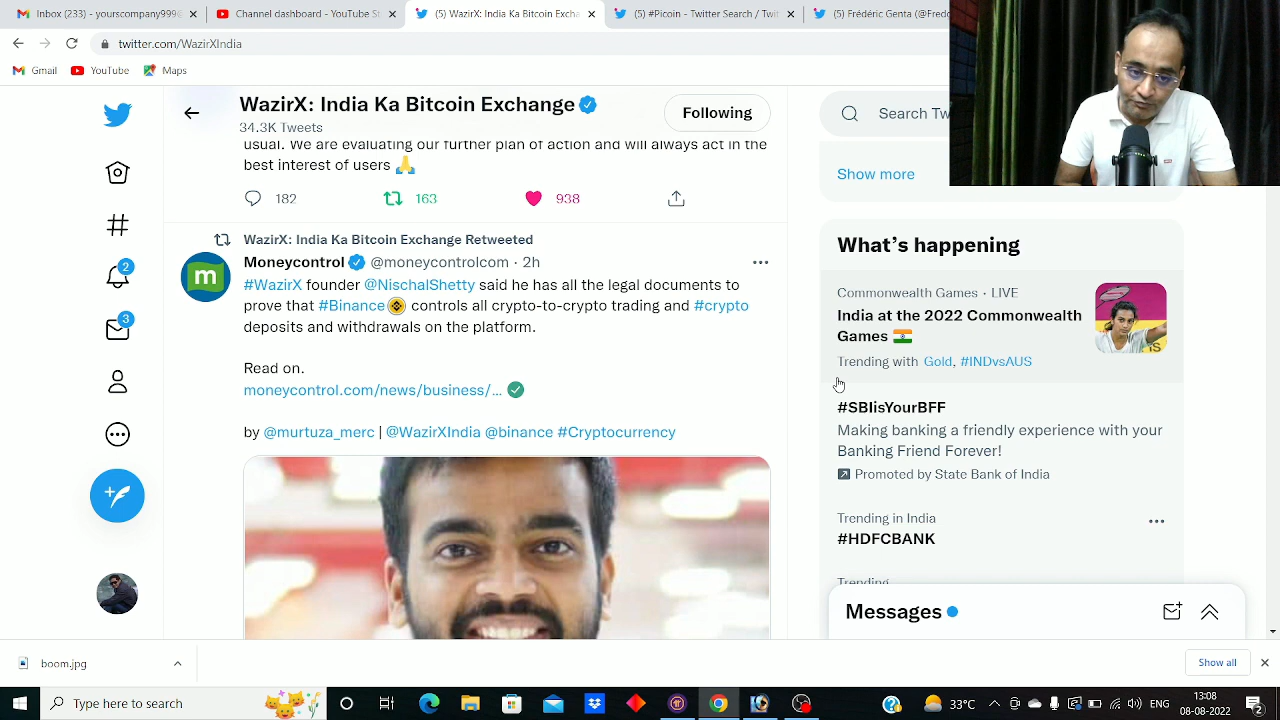 Inbox (233) - yourcompany999@
YouTube Studio
(5) WazirX: India Ka Bitcoin Excha
(5) #Picoin - Twitter Search / Twit
(5) Frédéric Genta (@Fred
twitter.com/WazirXIndia
Gmail
YouTube
Maps
WazirX: India Ka Bitcoin Exchange
34.3K Tweets
Following
usual. We are evaluating our further plan of action and will always act in the
best interest of users 🙏
182
163
938
WazirX: India Ka Bitcoin Exchange Retweeted
Moneycontrol @moneycontrolcom · 2h
#WazirX founder @NischalShetty said he has all the legal documents to
prove that #Binance controls all crypto-to-crypto trading and #crypto
deposits and withdrawals on the platform.
Read on.
moneycontrol.com/news/business/...
by @murtuza_merc | @WazirXIndia @binance #Cryptocurrency
Search Tw
Show more
What's happening
Commonwealth Games · LIVE
India at the 2022 Commonwealth
Games 🇮🇳
Trending with Gold, #INDvsAUS
#SBIisYourBFF
Making banking a friendly experience with your
Banking Friend Forever!
Promoted by State Bank of India
Trending in India
#HDFCBANK
Trending
Messages
2
3
m
boom.jpg
Show all
Type here to search
33°C
13:08
08-08-2022
2